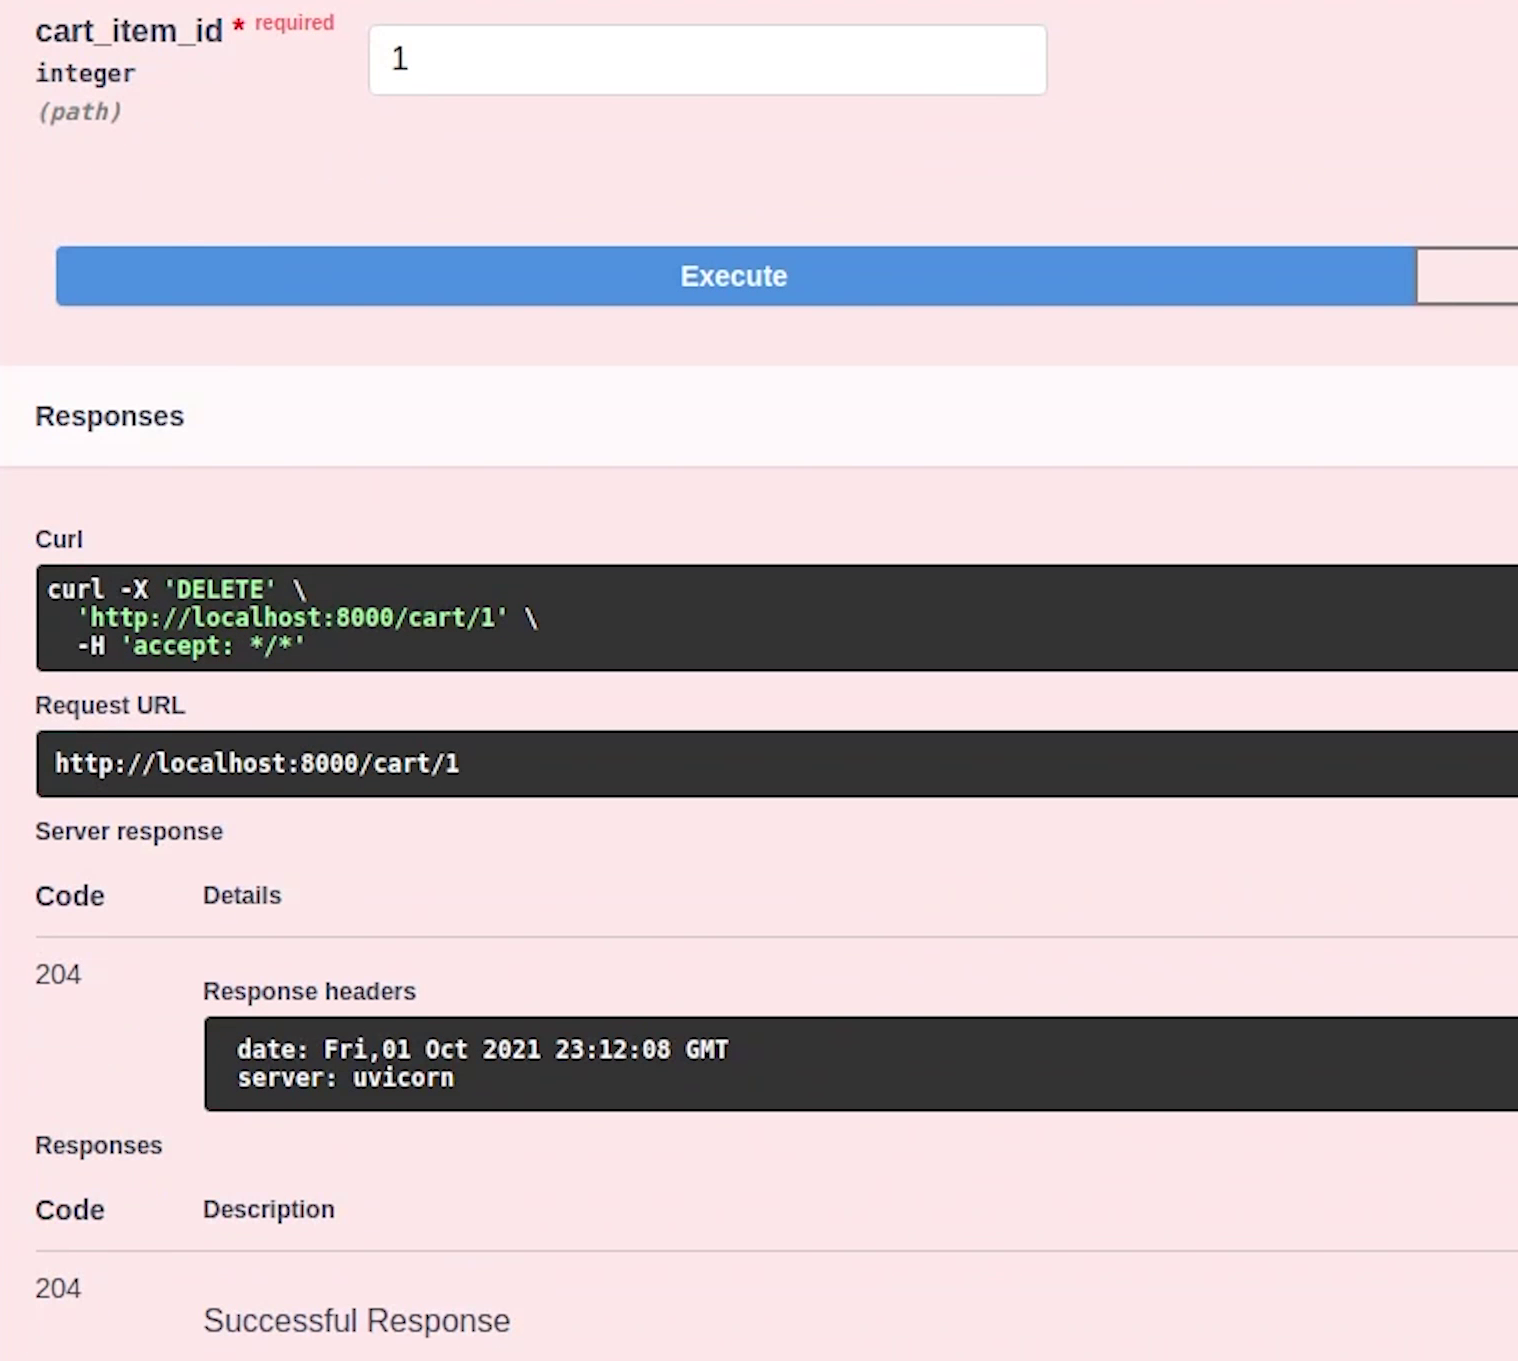 cart_item_id * required
integer
(path)
1
Execute
Responses
Curl
curl -X 'DELETE' \
'http://localhost:8000/cart/1' \
-H 'accept: */*'
Request URL
http://localhost:8000/cart/1
Server response
Code Details
204
Response headers
date: Fri,01 Oct 2021 23:12:08 GMT
server: uvicorn
Responses
Code Description
204
Successful Response